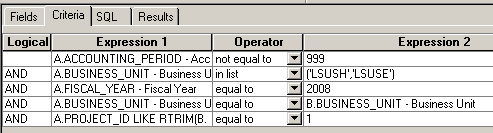 Fields Criteria SQL Results
Logical Expression 1 Operator Expression 2
A.ACCOUNTING_PERIOD - Acc not equal to 999
AND A.BUSINESS_UNIT - Business U in list ('LSUSH','LSUSE')
AND A.FISCAL_YEAR - Fiscal Year equal to 2008
AND A.BUSINESS_UNIT - Business U equal to B.BUSINESS_UNIT - Business Unit
AND A.PROJECT_ID LIKE RTRIM(B. equal to 1